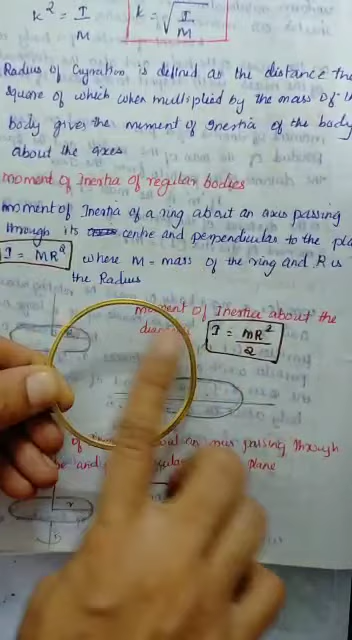 K² = I/M K = √I/M
Radius of Gyration is defined as the distance the
square of which when multiplied by the mass of the
body gives the moment of Inertia of the body
about the axes
moment of Inertia of regular bodies
moment of Inertia of a ring about an axis passing
through its centre and perpendicular to the pla
I = MR² where M = mass of the ring and R is
the Radius
moment of Inertia about the
I = MR²/2
an passing through
and plane
r